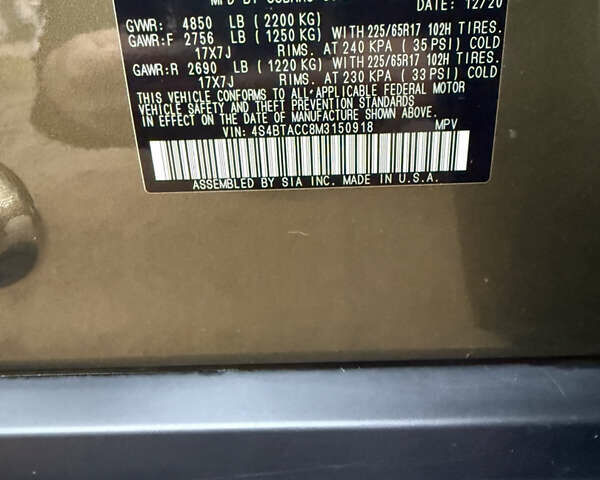 MFD BY SUBARU
DATE: 12/20
GVWR: 4850 LB (2200 KG)
GAWR:F 2756 LB (1250 KG) WITH 225/65R17 102H TIRES.
17X7J RIMS. AT 240 KPA (35 PSI) COLD
GAWR:R 2690 LB (1220 KG) WITH 225/65R17 102H TIRES.
17X7J RIMS. AT 230 KPA (33 PSI) COLD
THIS VEHICLE CONFORMS TO ALL APPLICABLE FEDERAL MOTOR
VEHICLE SAFETY AND THEFT PREVENTION STANDARDS
IN EFFECT ON THE DATE OF MANUFACTURE SHOWN ABOVE.
VIN: 4S4BTACC8M3150918 MPV
ASSEMBLED BY SIA INC. MADE IN U.S.A.